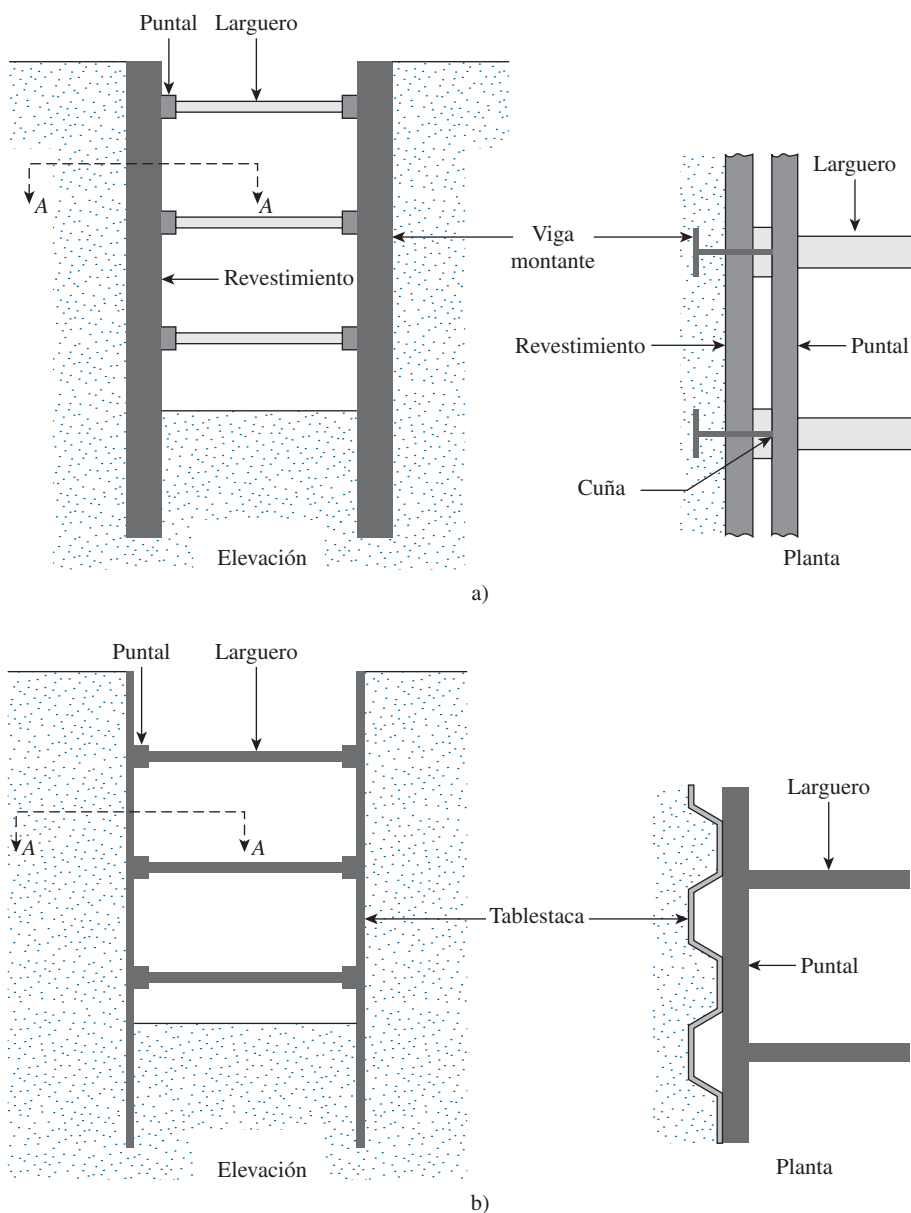 Puntal
Larguero
A
A
Revestimiento
Viga
montante
Larguero
Revestimiento
Puntal
Cuña
Elevación
Planta
a)
Puntal
Larguero
A
A
Tablestaca
Larguero
Puntal
Elevación
Planta
b)